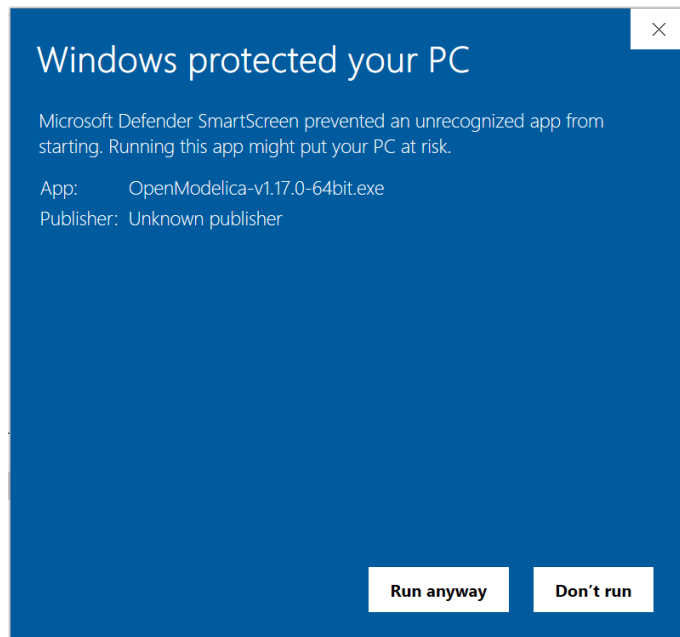 Windows protected your PC
Microsoft Defender SmartScreen prevented an unrecognized app from
starting. Running this app might put your PC at risk.
App: OpenModelica-v1.17.0-64bit.exe
Publisher: Unknown publisher
Run anyway Don't run